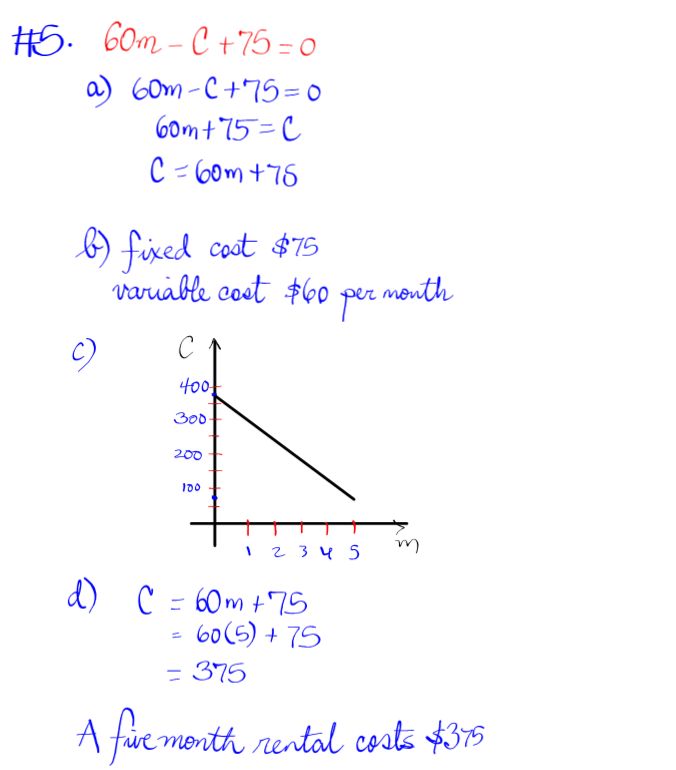 #5. 60m - C + 75 = 0
a) 60m - C + 75 = 0
60m + 75 = C
C = 60m + 75
b) fixed cost $75
variable cost $60 per month
c)
C
400
300
200
100
1 2 3 4 5
m
d) C = 60m + 75
= 60(5) + 75
= 375
A five month rental costs $375